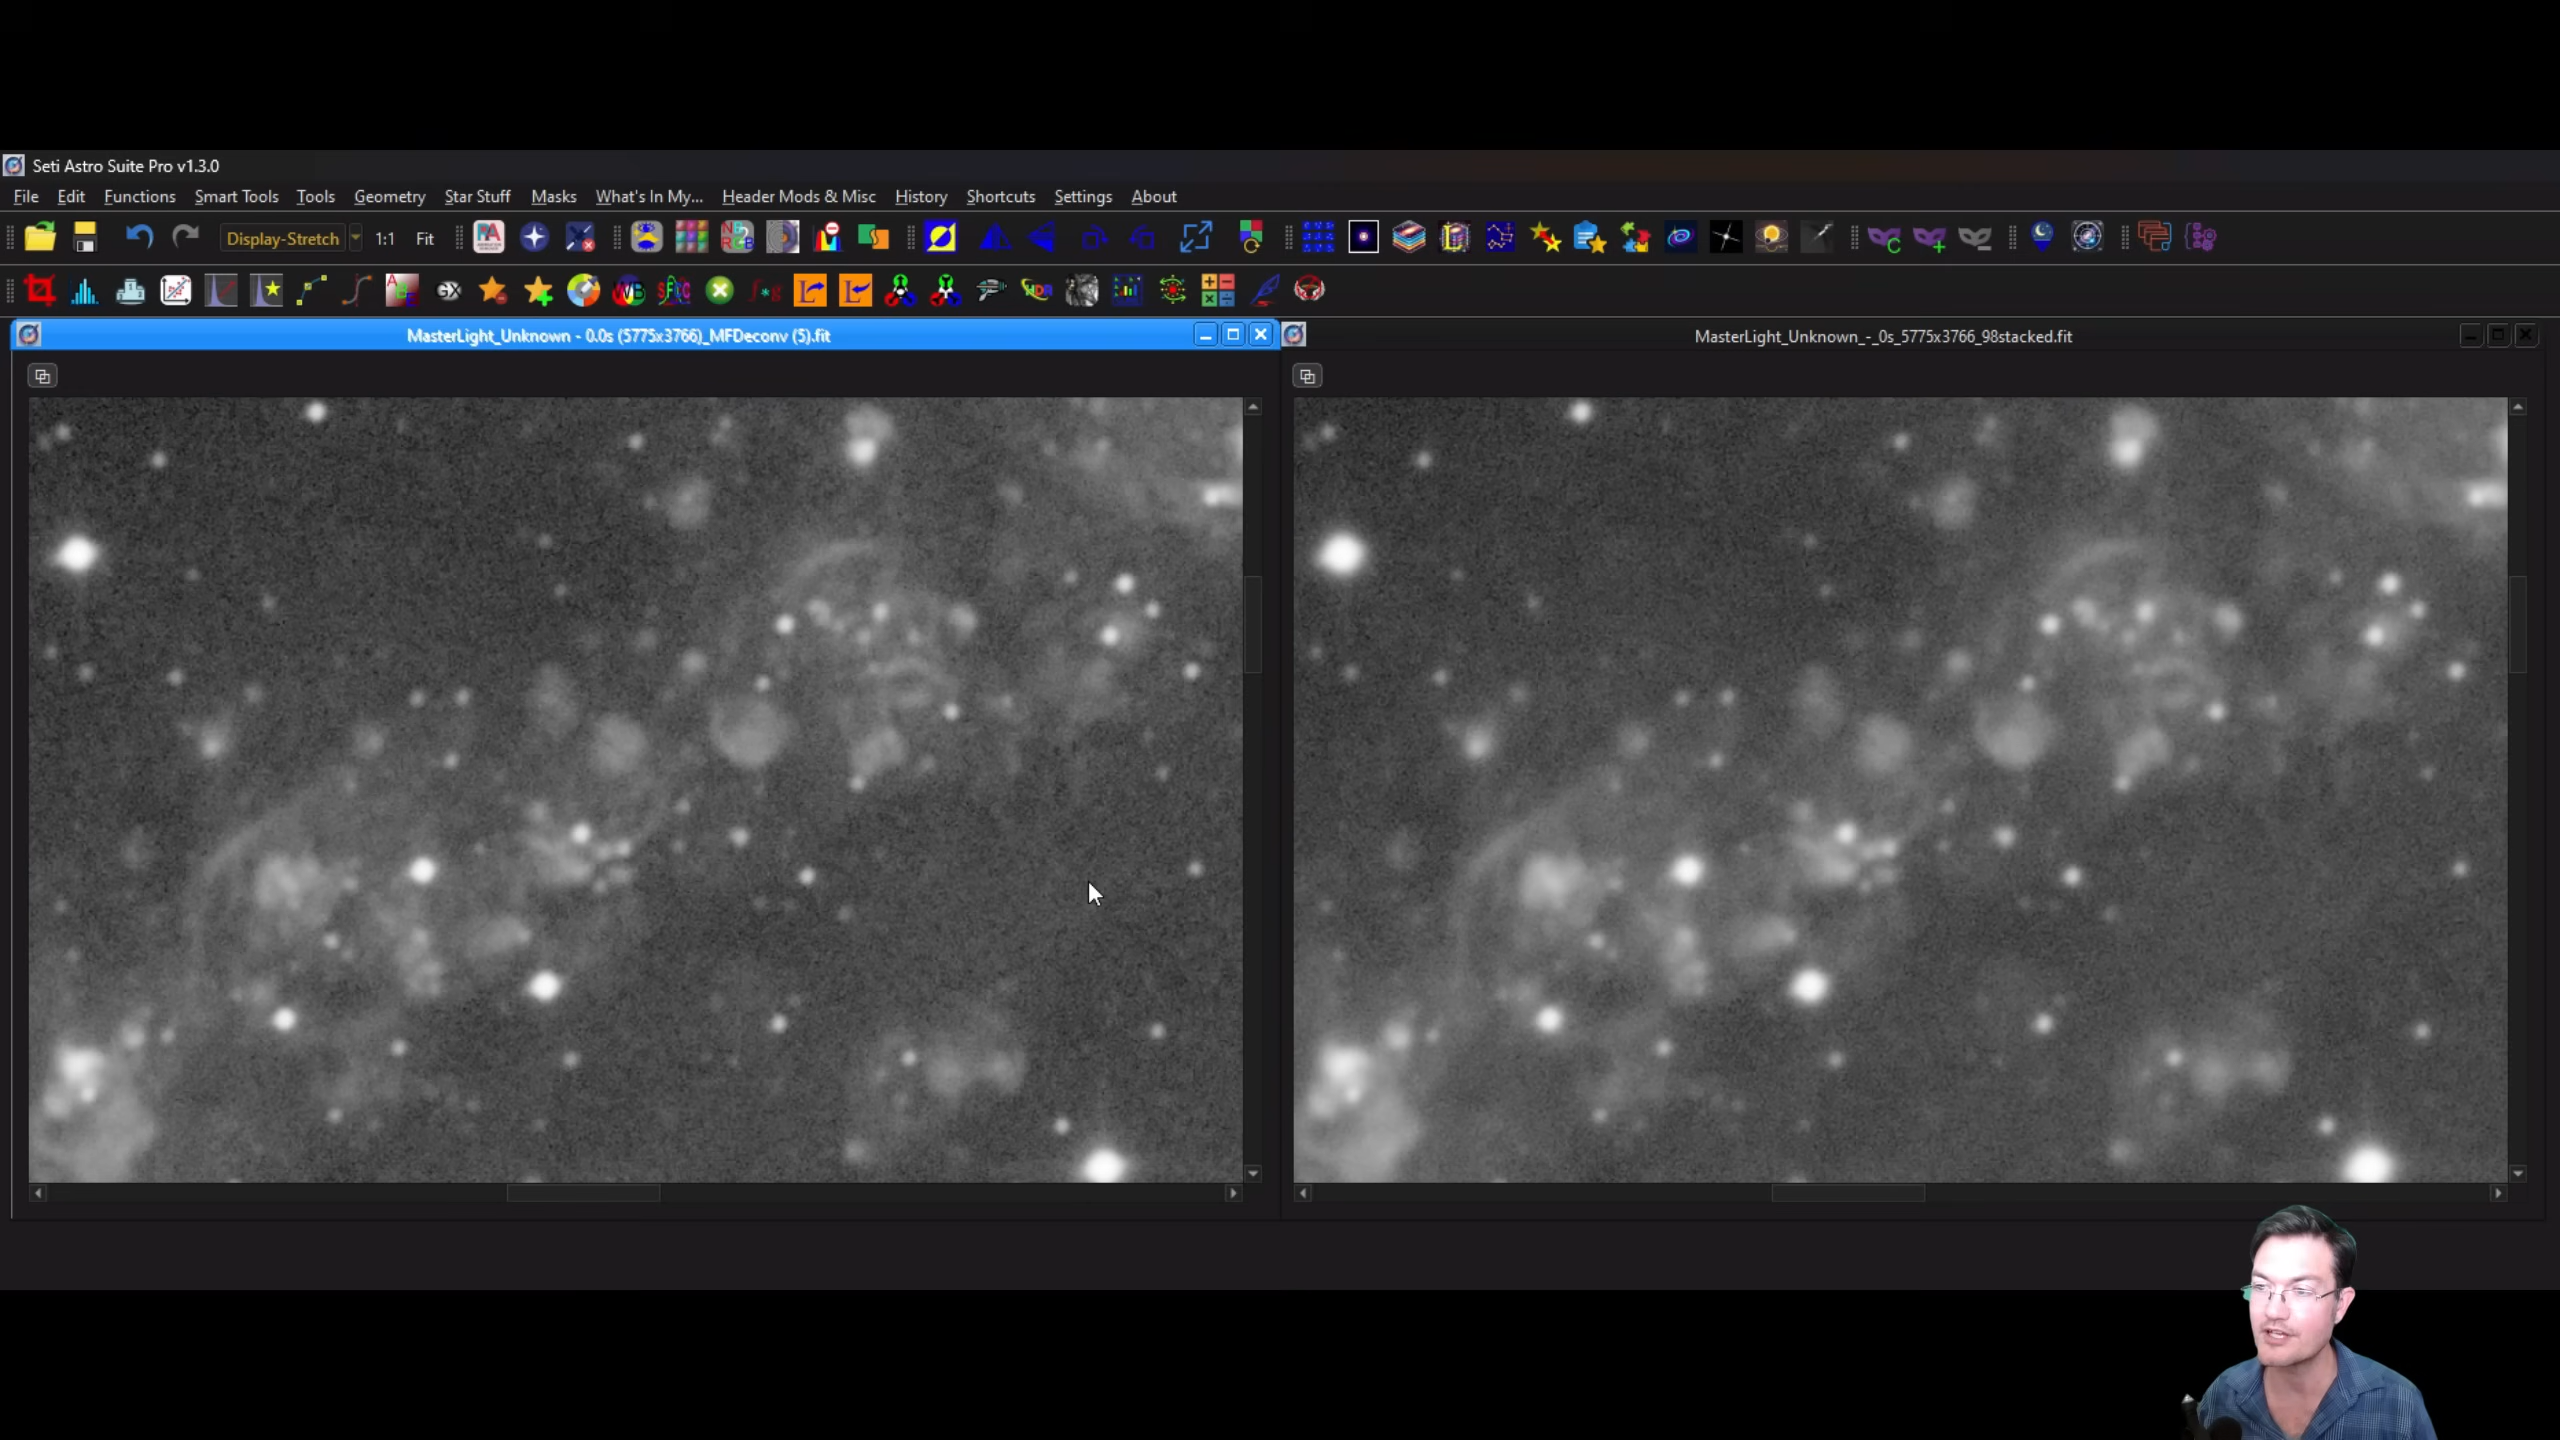 Seti Astro Suite Pro v1.3.0
File Edit Functions Smart Tools Tools Geometry Star Stuff Masks What's In My... Header Mods & Misc History Shortcuts Settings About
Display-Stretch 1:1 Fit
MasterLight_Unknown - 0.0s (5775x3766)_MFDeconv (5).fit
MasterLight_Unknown_-_0s_5775x3766_98stacked.fit